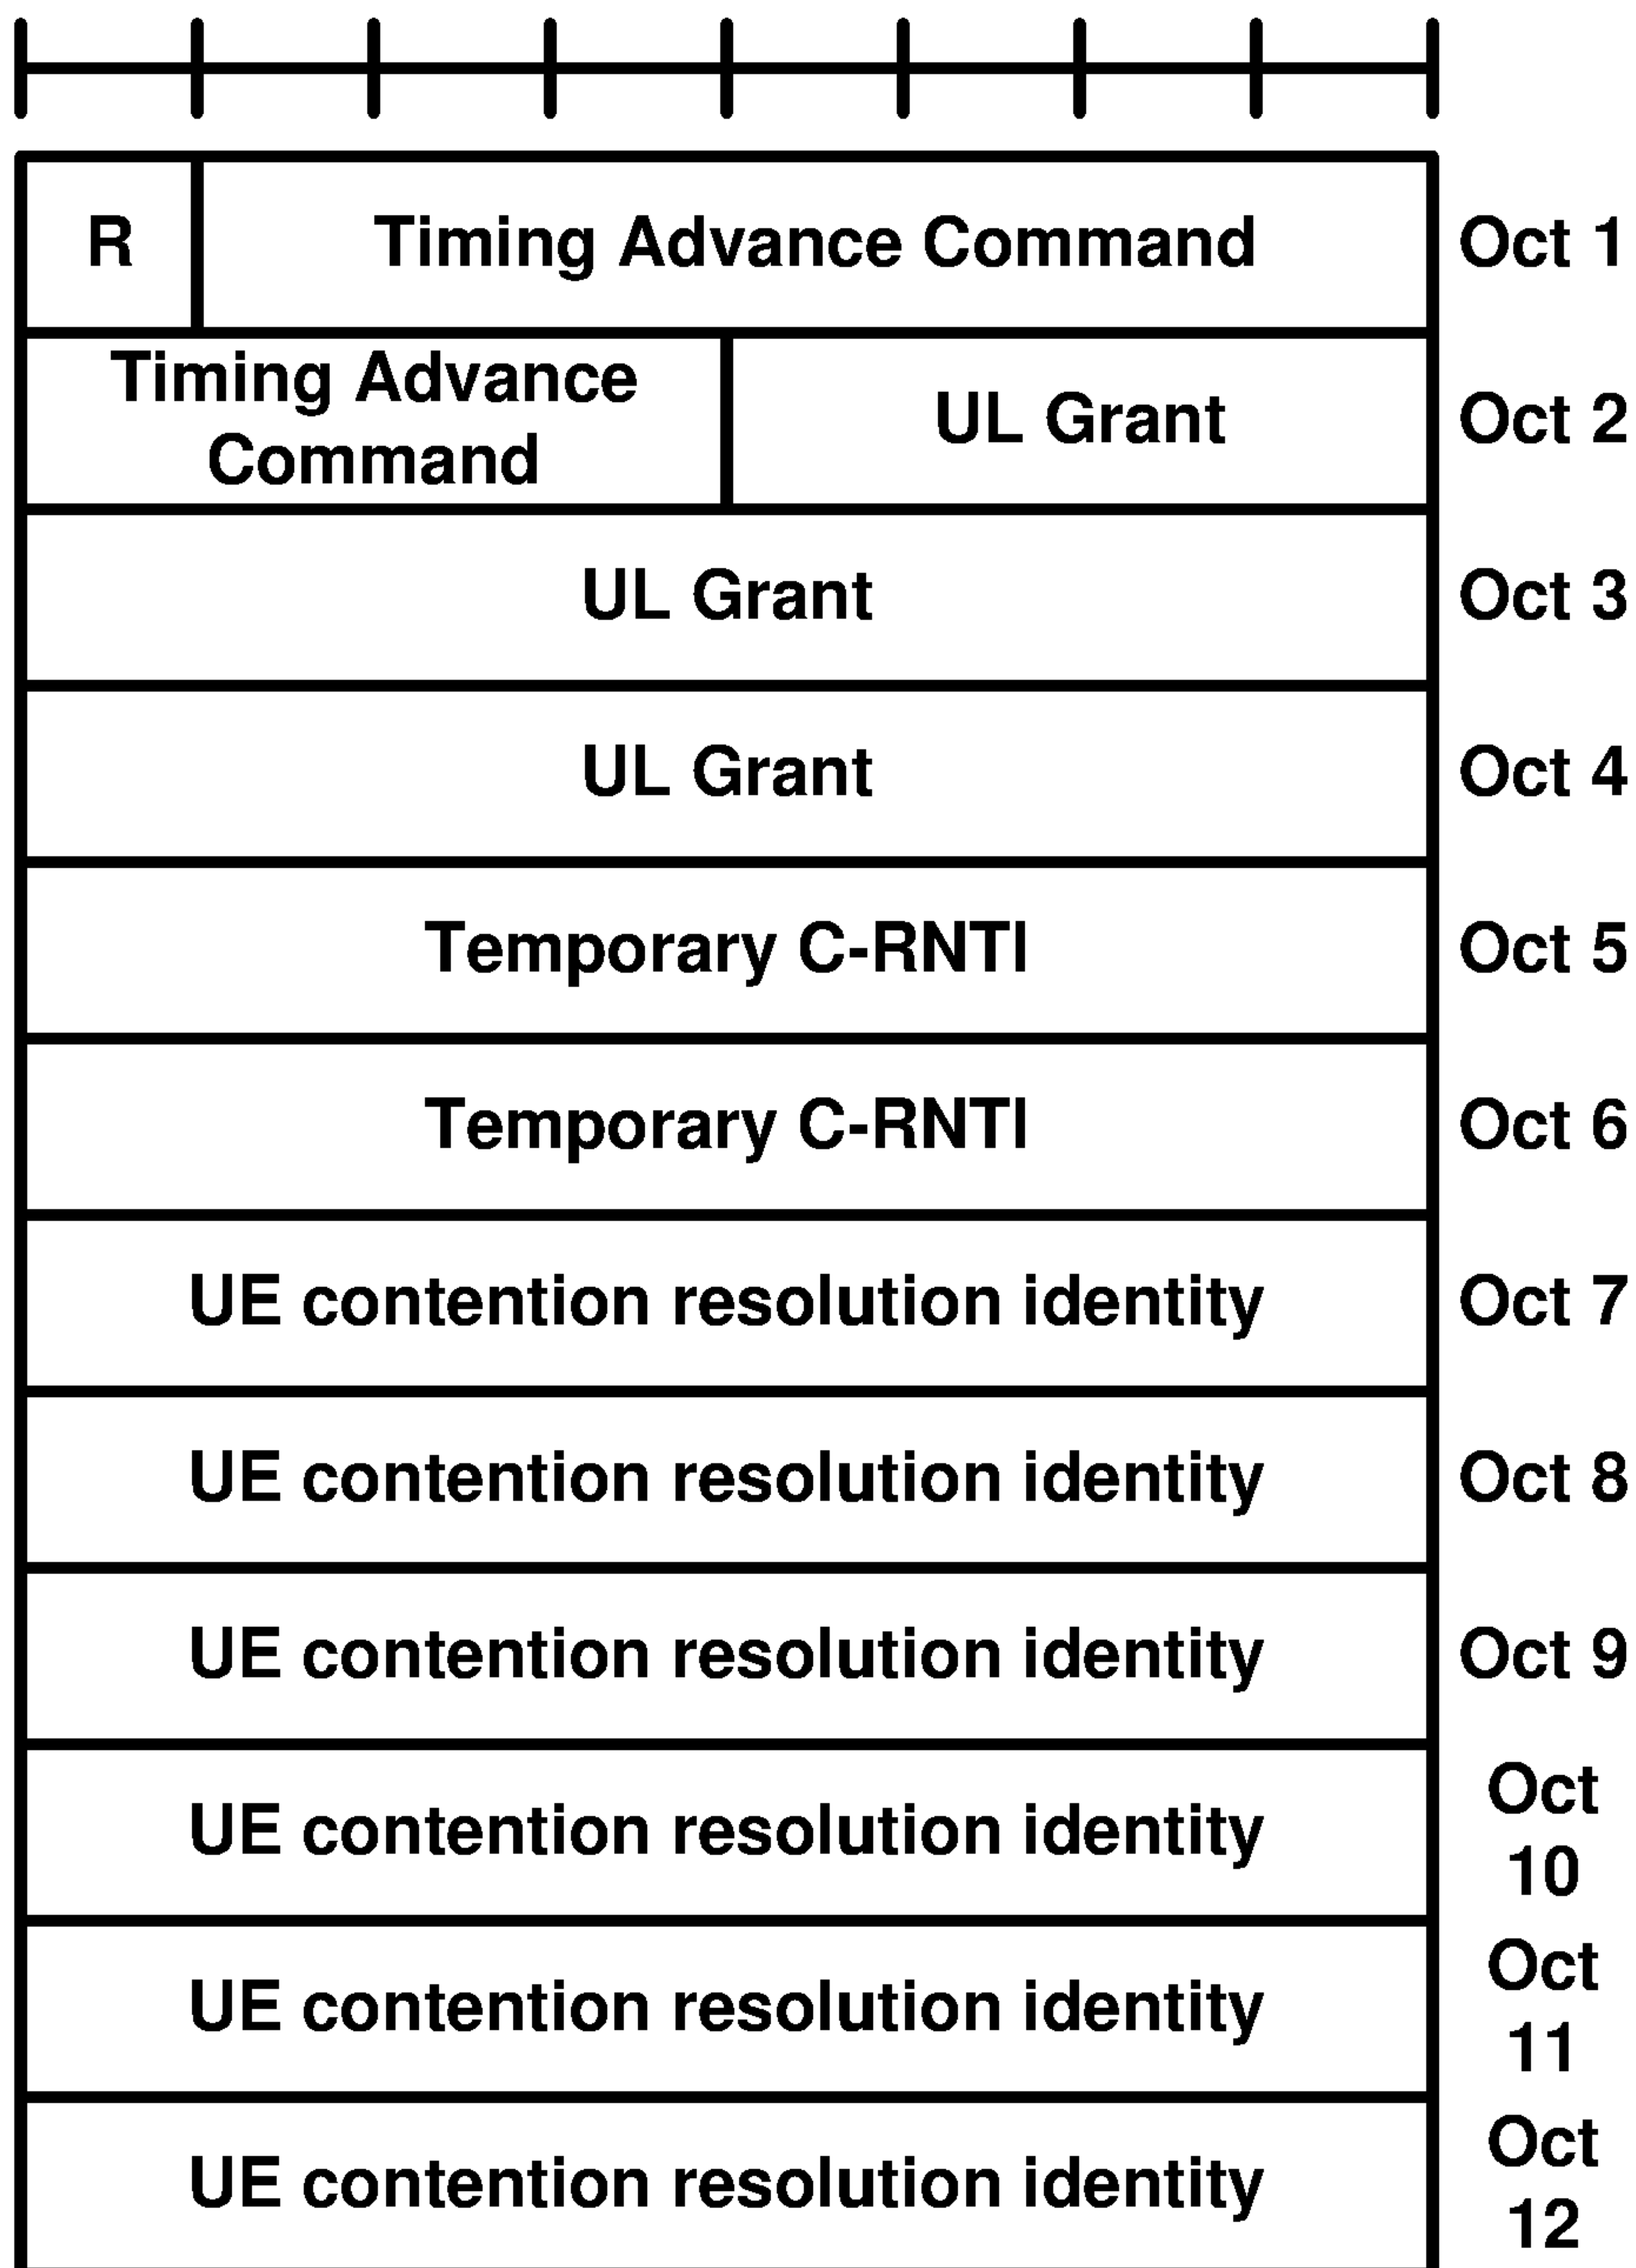 R Timing Advance Command Oct 1
Timing Advance
Command
UL Grant Oct 2
UL Grant Oct 3
UL Grant Oct 4
Temporary C-RNTI Oct 5
Temporary C-RNTI Oct 6
UE contention resolution identity Oct 7
UE contention resolution identity Oct 8
UE contention resolution identity Oct 9
UE contention resolution identity Oct
10
UE contention resolution identity Oct
11
UE contention resolution identity Oct
12